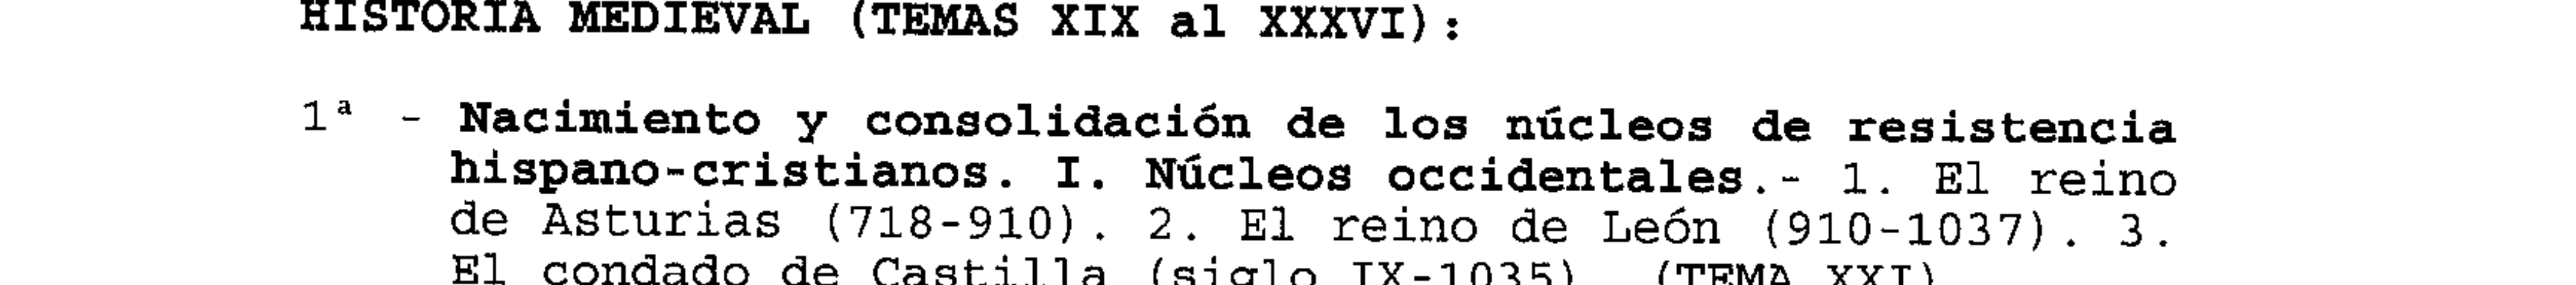 HISTORIA MEDIEVAL (TEMAS XIX al XXXVI):
1ª - Nacimiento y consolidación de los núcleos de resistencia
hispano-cristianos. I. Núcleos occidentales.- 1. El reino
de Asturias (718-910). 2. El reino de León (910-1037). 3.
El condado de Castilla (siglo IX-1035). (TEMA XXI)